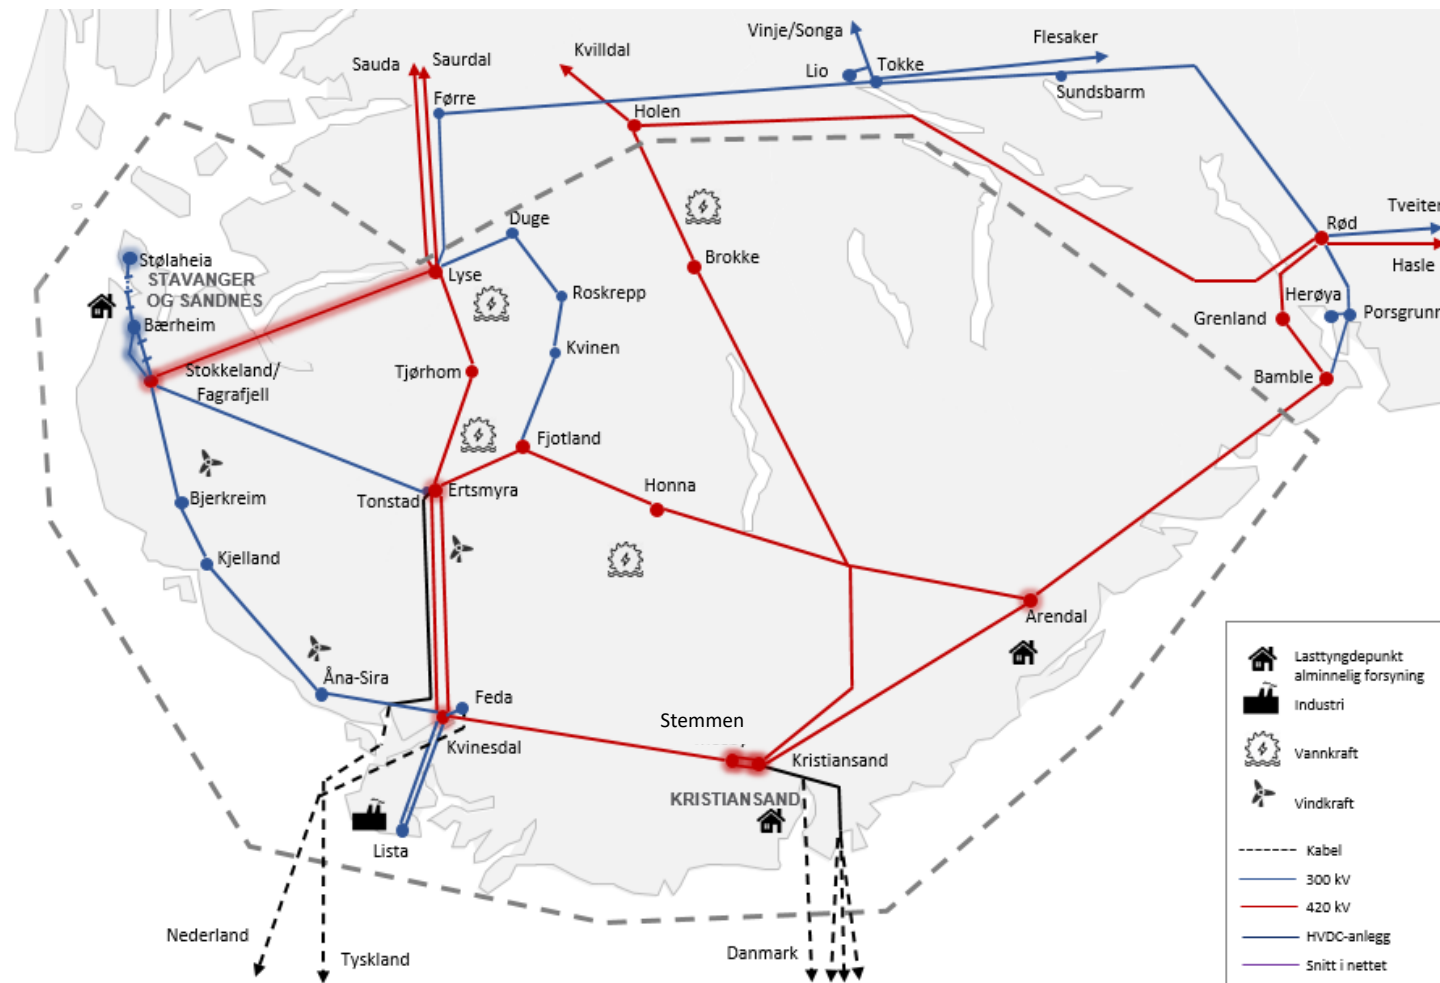 Vinje/Songa
Flesaker
Kvilldal
Sauda
Saurdal
Lio
Tokke
Sundsbarm
Førre
Holen
Duge
Rød
Tveiten
Hasle
Stølaheia
STAVANGER
OG SANDNES
Lyse
Brokke
Roskrepp
Herøya
Bærheim
Grenland
Porsgrunn
Kvinen
Stokkeland/
Fagrafjell
Tjørhom
Bamble
Fjotland
Tonstad
Ertsmyra
Honna
Bjerkreim
Kjelland
Arendal
Åna-Sira
Feda
Stemmen
Kvinesdal
Kristiansand
KRISTIANSAND
Lista
Nederland
Tyskland
Danmark
Lasttyngdepunkt
alminnelig forsyning
Industri
Vannkraft
Vindkraft
Kabel
300 kV
420 kV
HVDC-anlegg
Snitt i nettet